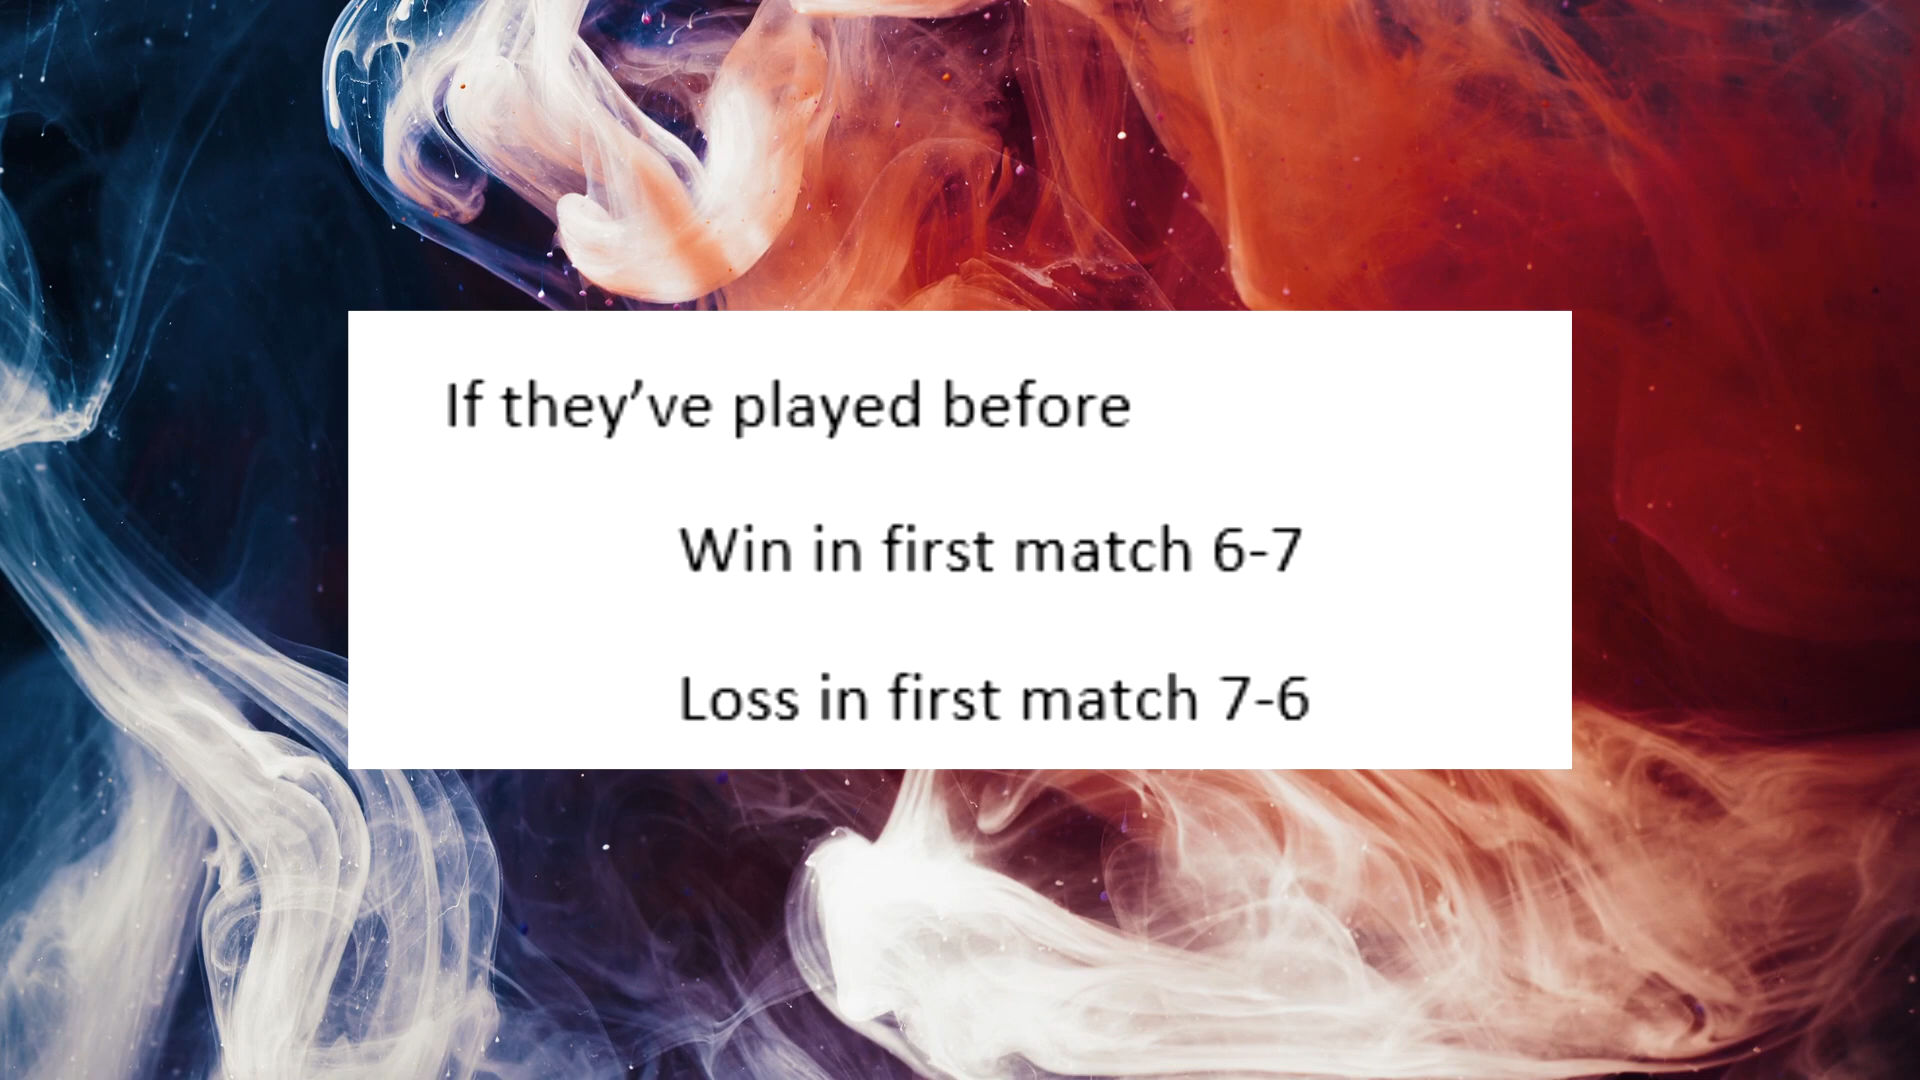 If they’ve played before
Win in first match 6-7
Loss in first match 7-6